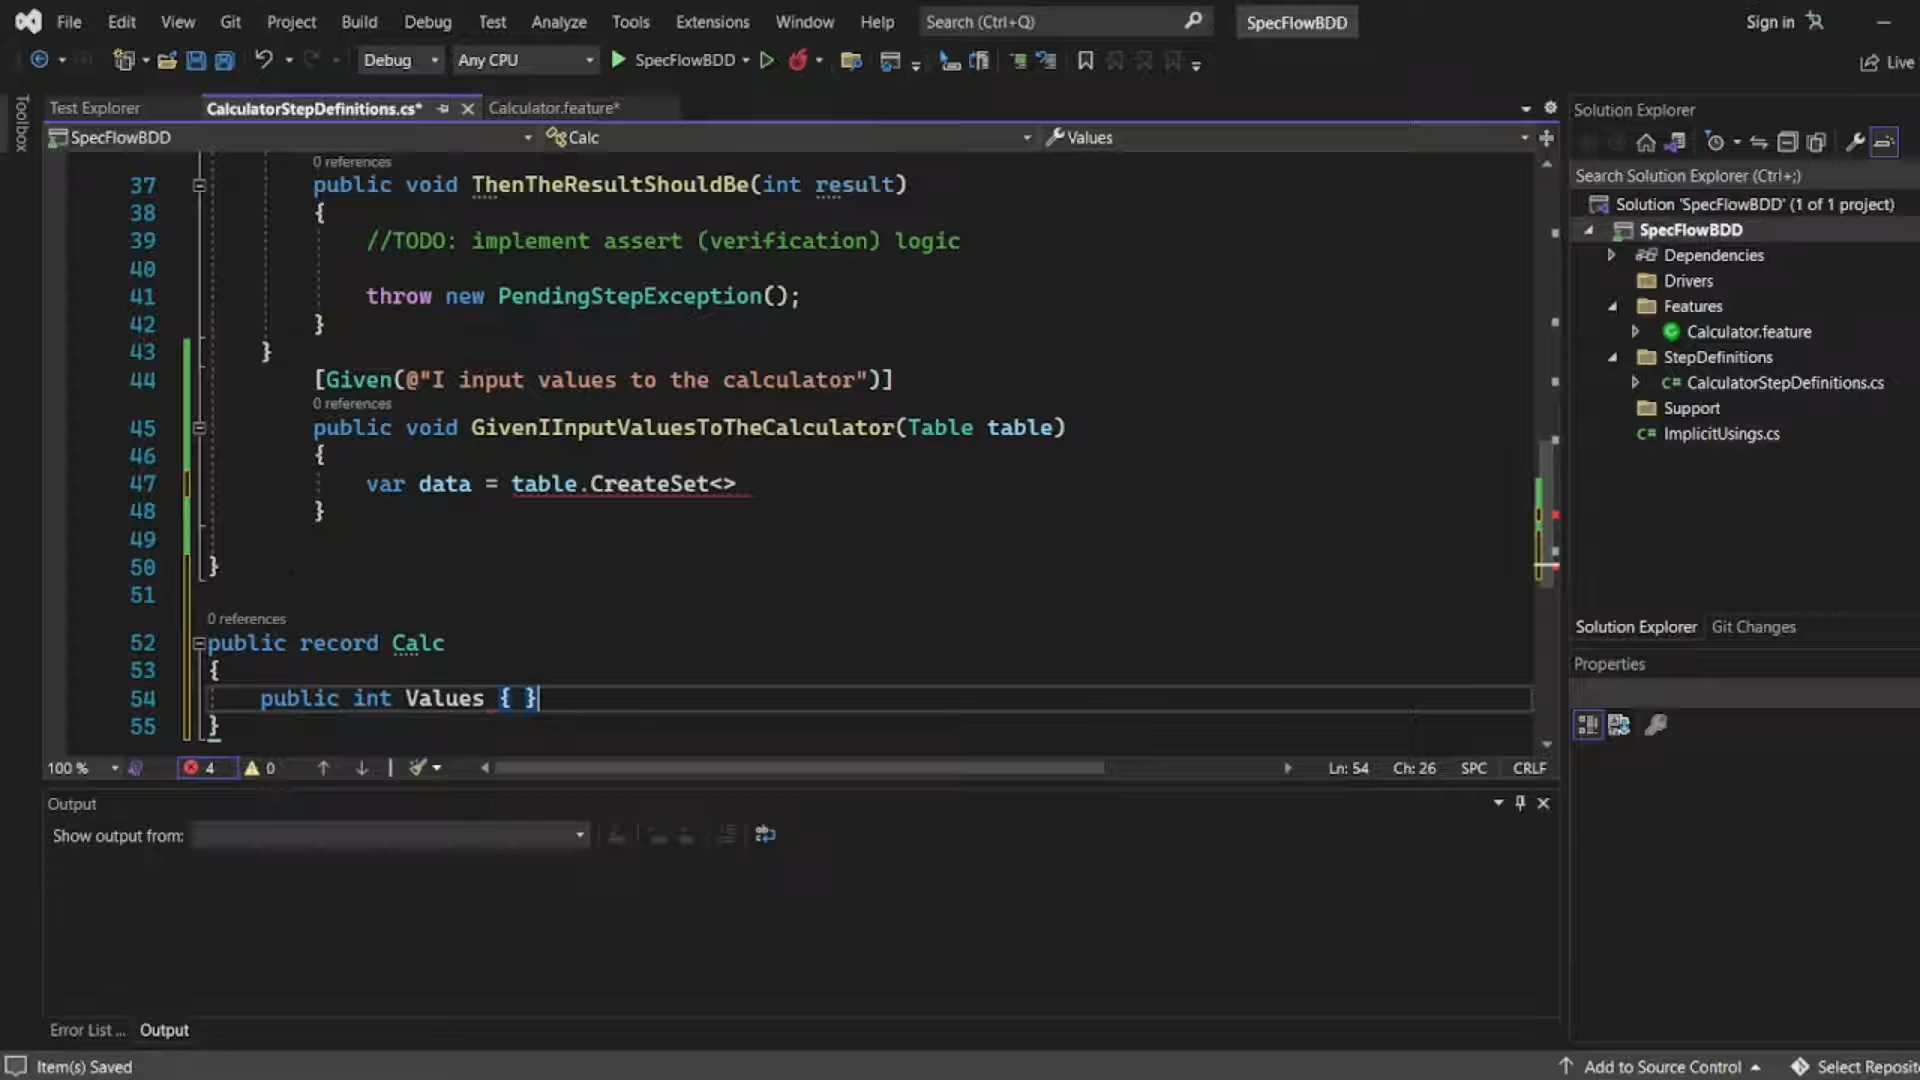 File Edit View Git Project Build Debug Test Analyze Tools Extensions Window Help Search (Ctrl+Q) SpecFlowBDD Sign in
Debug Any CPU SpecFlowBDD Live
Toolbox
Test Explorer CalculatorStepDefinitions.cs* Calculator.feature*
SpecFlowBDD Calc Values
0 references
37 public void ThenTheResultShouldBe(int result)
38 {
39 //TODO: implement assert (verification) logic
40
41 throw new PendingStepException();
42 }
43 }
44 [Given(@"I input values to the calculator")]
0 references
45 public void GivenIInputValuesToTheCalculator(Table table)
46 {
47 var data = table.CreateSet<>
48 }
49
50 }
51
0 references
52 public record Calc
53 {
54 public int Values { }
55 }
100 % 4 0 Ln: 54 Ch: 26 SPC CRLF
Output
Show output from:
Error List ... Output
Solution Explorer
Search Solution Explorer (Ctrl+;)
Solution 'SpecFlowBDD' (1 of 1 project)
SpecFlowBDD
Dependencies
Drivers
Features
Calculator.feature
StepDefinitions
C# CalculatorStepDefinitions.cs
Support
C# ImplicitUsings.cs
Solution Explorer Git Changes
Properties
Item(s) Saved Add to Source Control Select Reposit